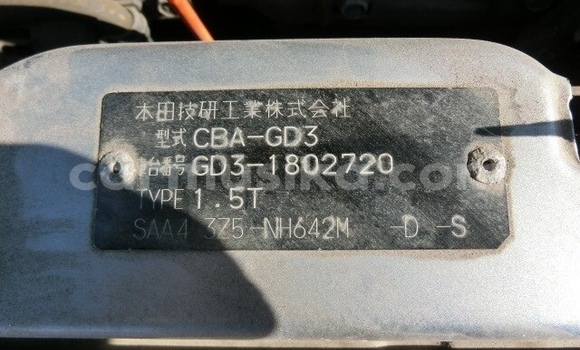 本田技研工業株式会社
型式 CBA-GD3
台番号 GD3-1802720
TYPE 1.5T
SAA4 3Z5-NH642M -D -S